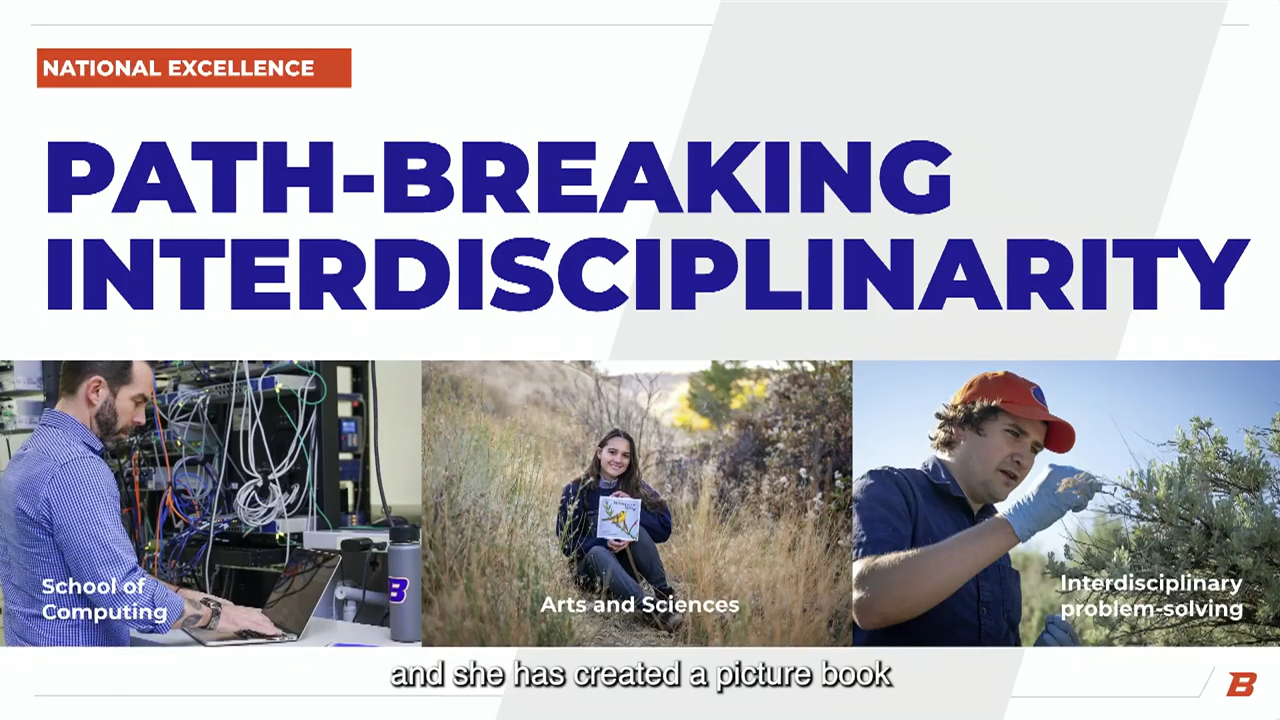 NATIONAL EXCELLENCE
PATH-BREAKING
INTERDISCIPLINARITY
School of
Computing
Arts and Sciences
Interdisciplinary
problem-solving
B
and she has created a picture book
B